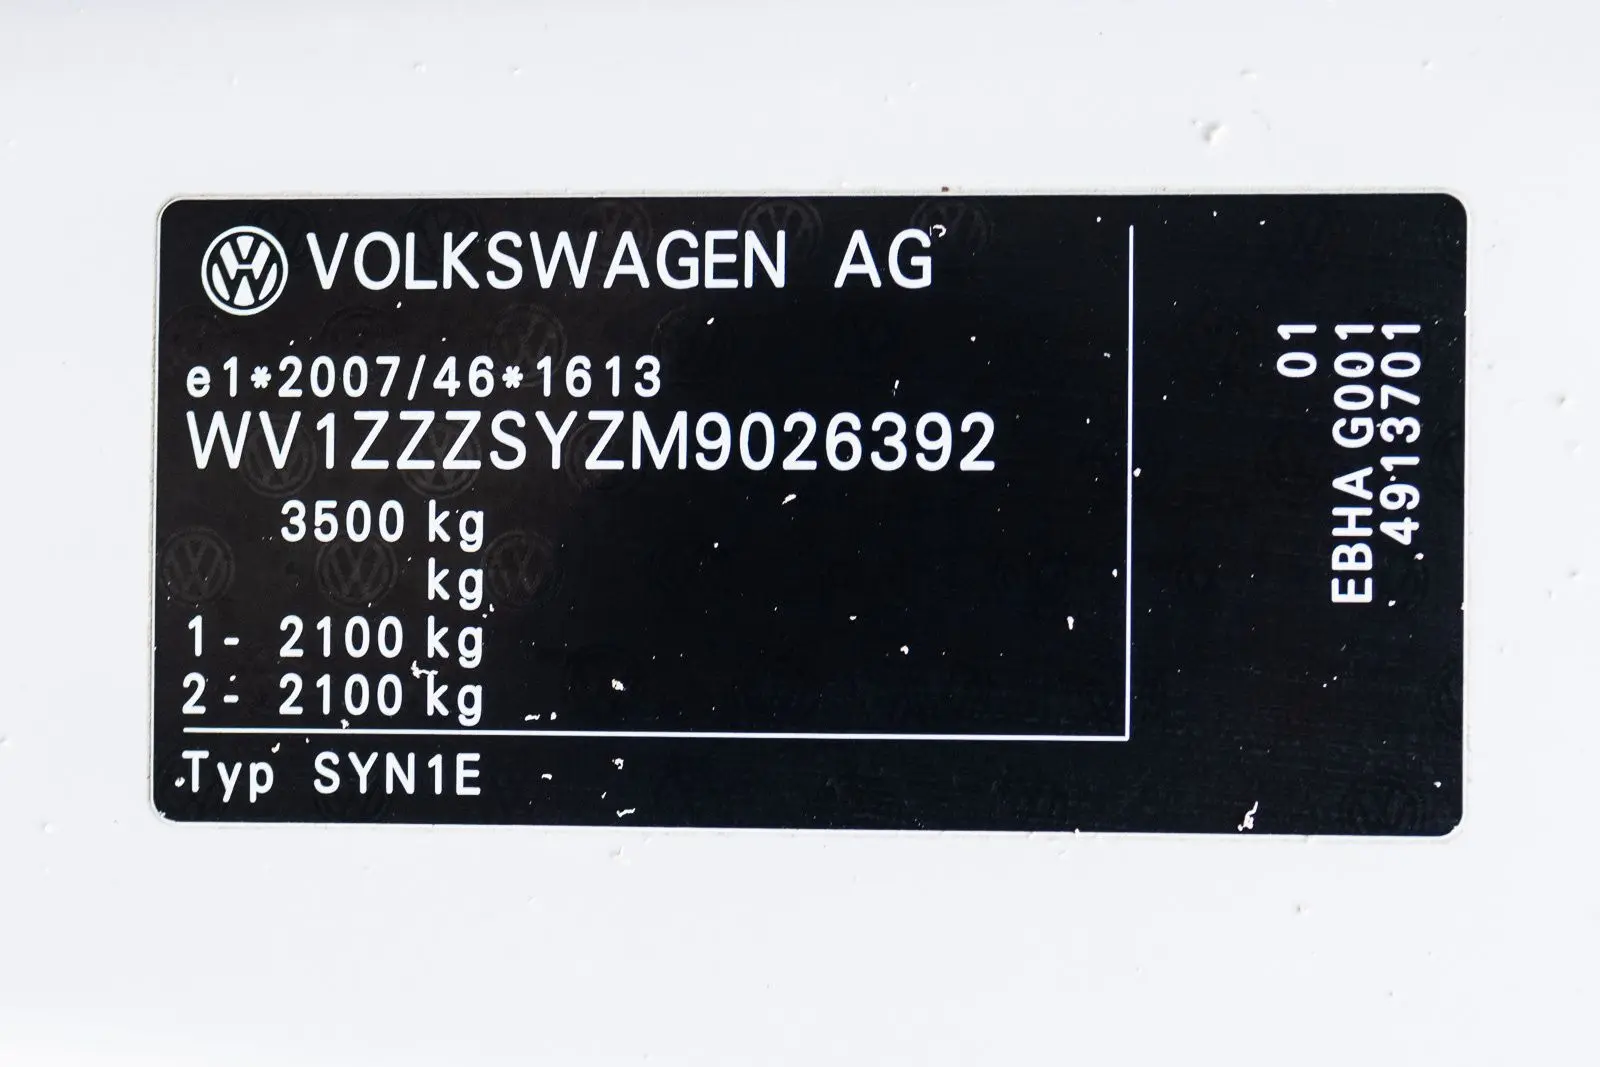 VOLKSWAGEN AG
e1*2007/46*1613
WV1ZZZSYZM9026392
3500 kg
kg
1- 2100 kg
2- 2100 kg
Typ SYN1E
01
EBHA G001
4913701